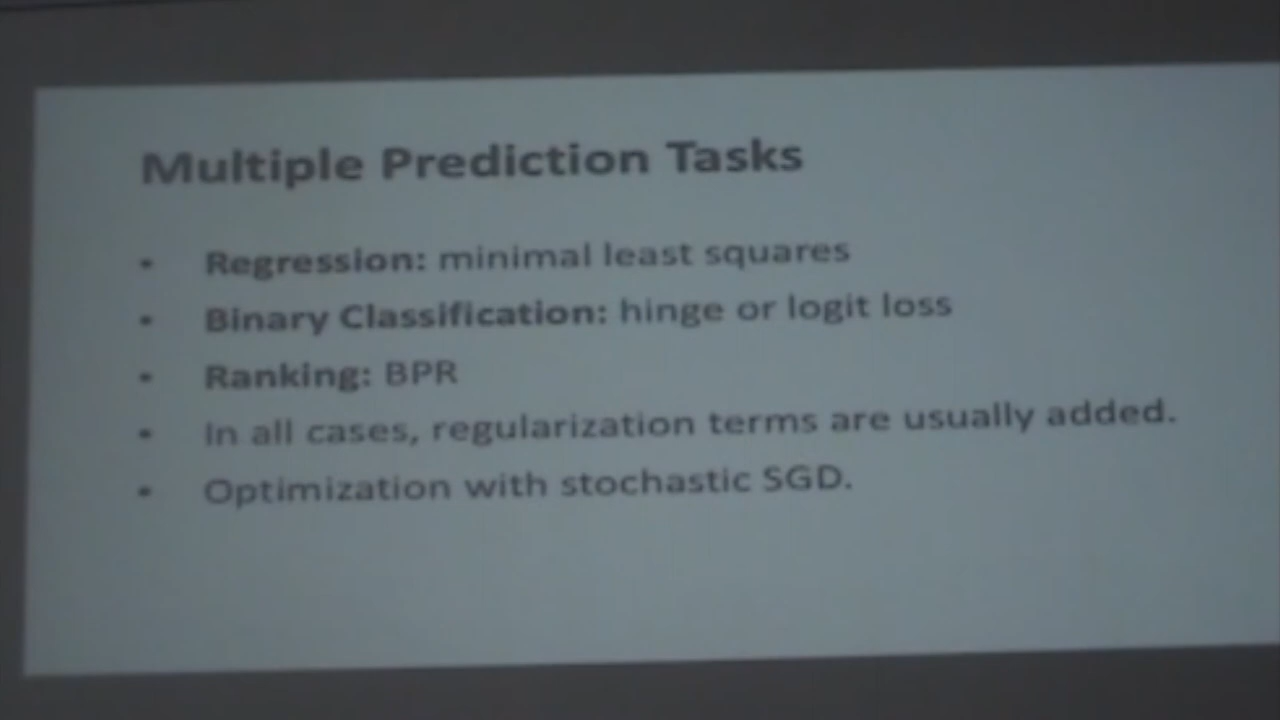 Multiple Prediction Tasks
• Regression: minimal least squares
• Binary Classification: hinge or logit loss
• Ranking: BPR
• In all cases, regularization terms are usually added.
• Optimization with stochastic SGD.